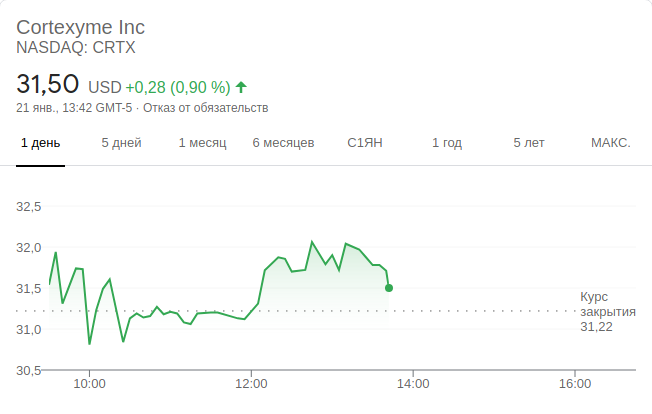 Cortexyme Inc
NASDAQ: CRTX
31,50 USD +0,28 (0,90 %)
21 янв., 13:42 GMT-5 · Отказ от обязательств
1 день 5 дней 1 месяц 6 месяцев С1ЯН 1 год 5 лет МАКС.
32,5
32,0
31,5
31,0
30,5
Курс
закрытия
31,22
10:00 12:00 14:00 16:00